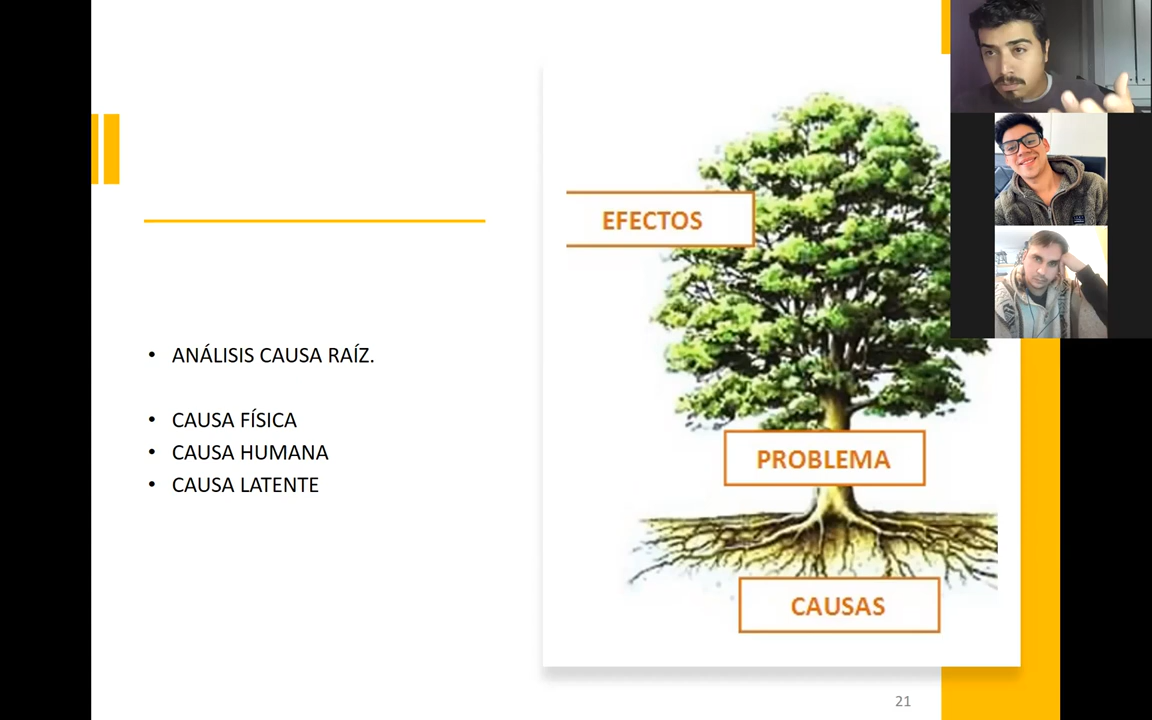 • ANÁLISIS CAUSA RAÍZ.
• CAUSA FÍSICA
• CAUSA HUMANA
• CAUSA LATENTE
EFECTOS
PROBLEMA
CAUSAS
21